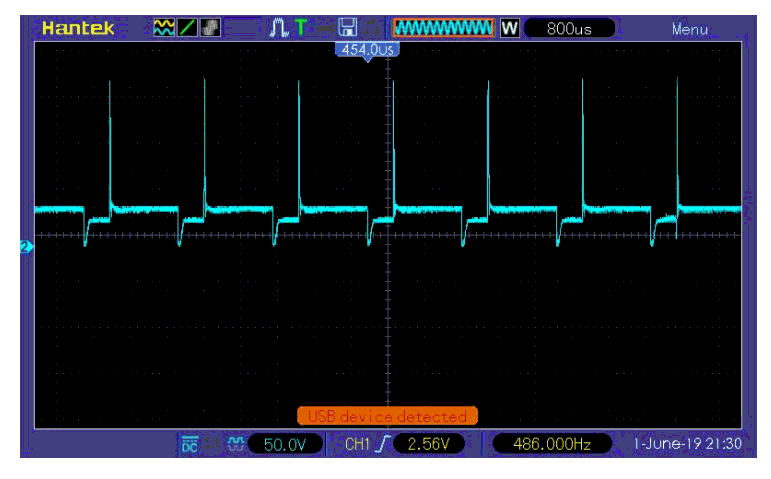 Hantek T W 800us Menu
454.0us
2
USB device detected
DC 50.0V CH1 2.56V 486.000Hz 1-June-19 21:30